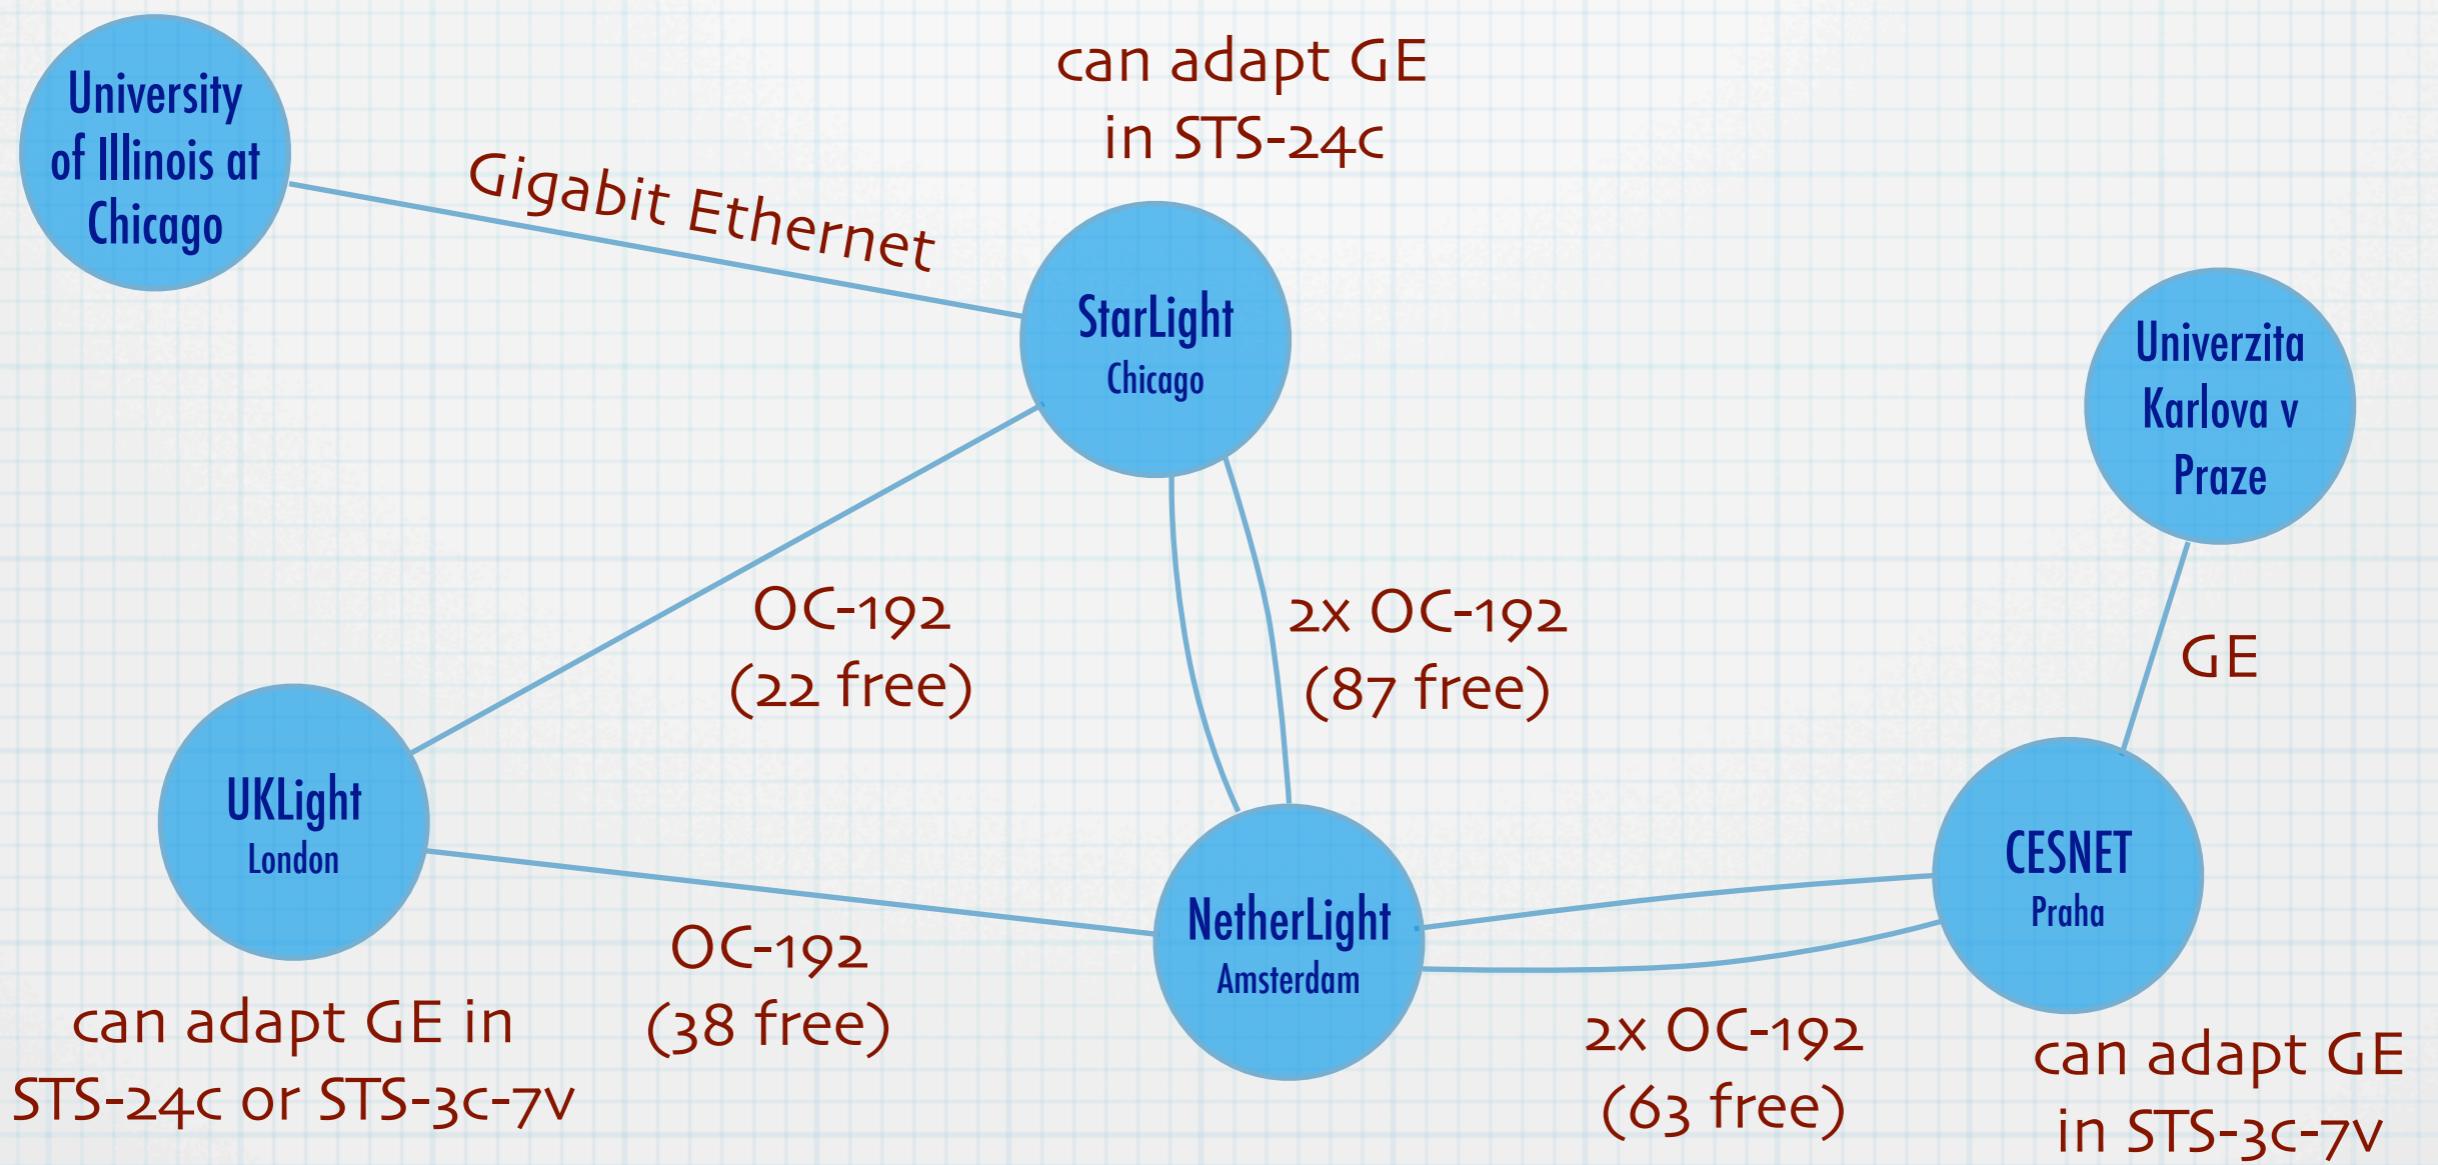 University
of Illinois at
Chicago
Gigabit Ethernet
can adapt GE
in STS-24c
StarLight
Chicago
Univerzita
Karlova v
Praze
GE
OC-192
(22 free)
2x OC-192
(87 free)
UKLight
London
can adapt GE in
STS-24c or STS-3c-7v
OC-192
(38 free)
NetherLight
Amsterdam
2x OC-192
(63 free)
CESNET
Praha
can adapt GE
in STS-3c-7v